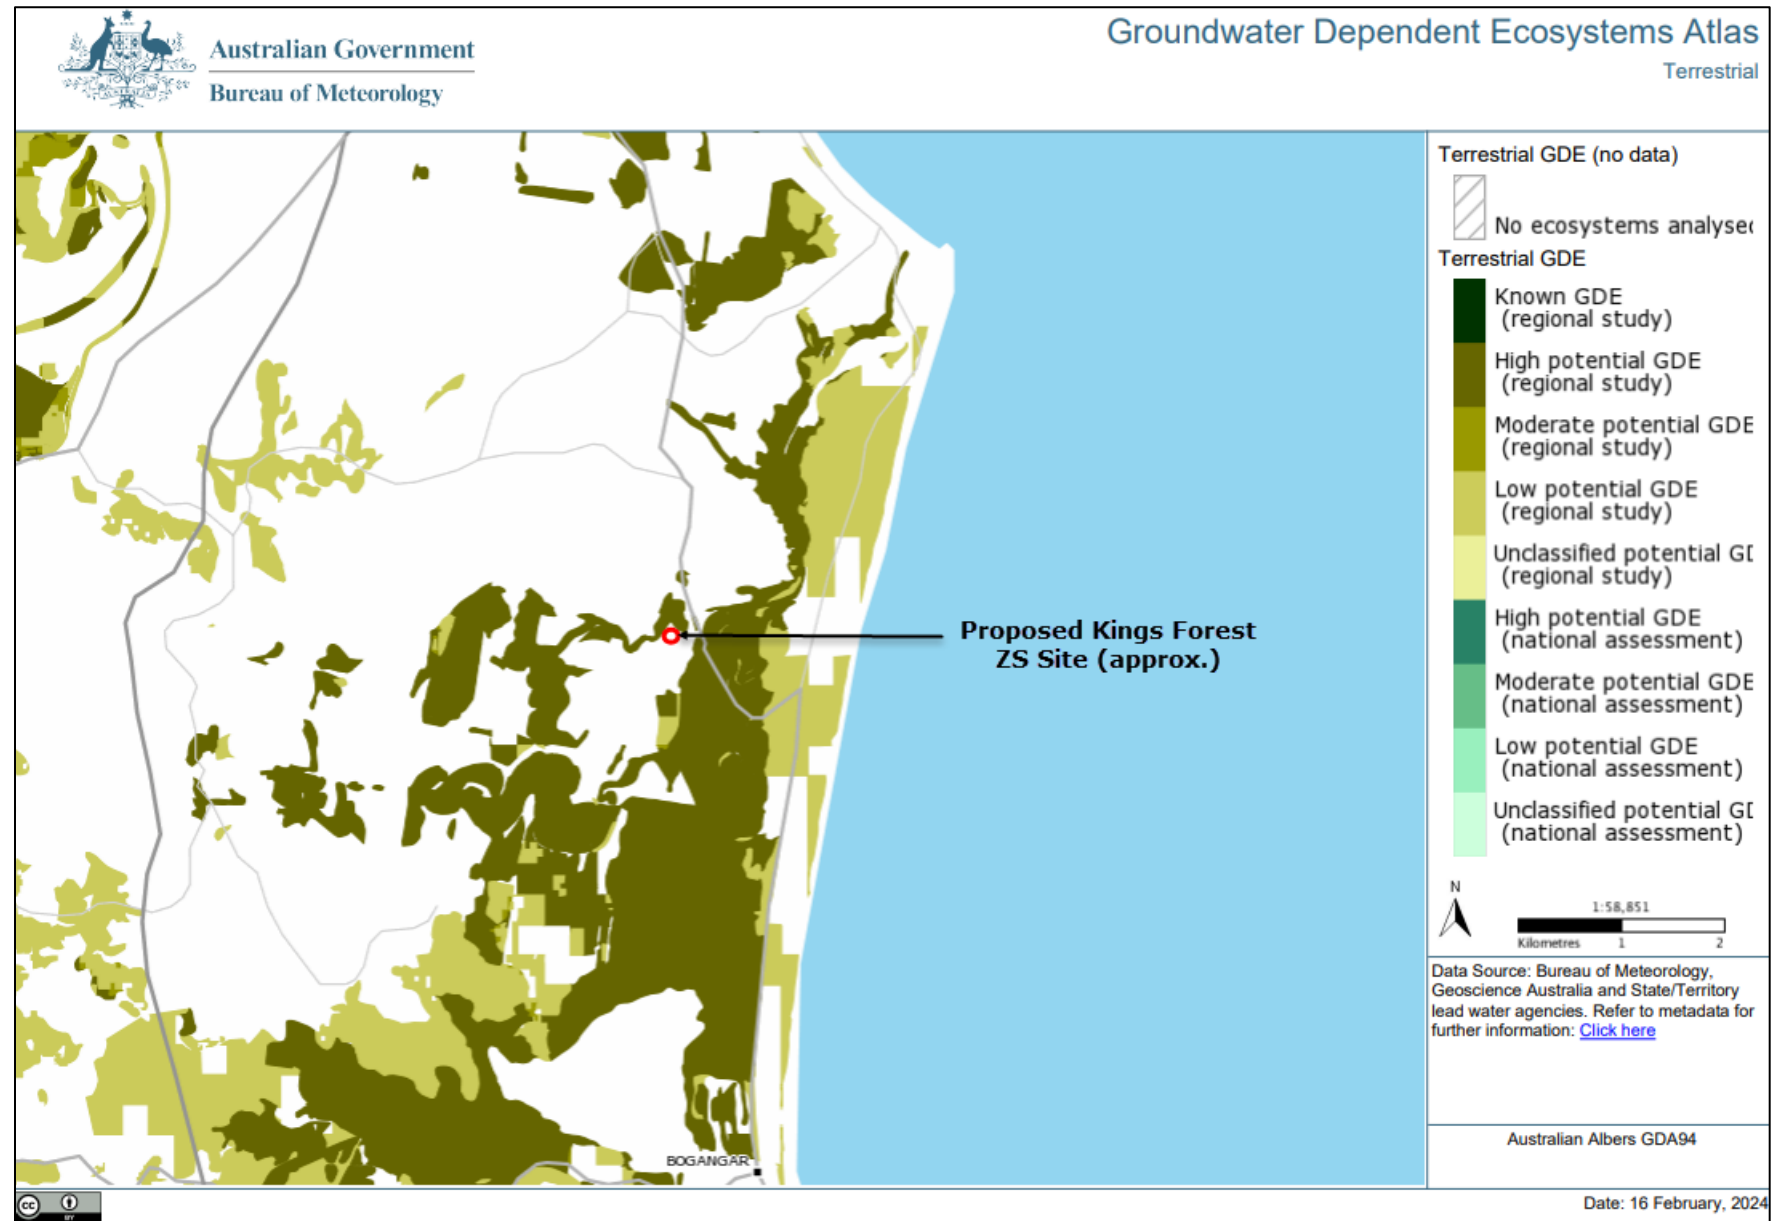 Australian Government
Bureau of Meteorology
Groundwater Dependent Ecosystems Atlas
Terrestrial
Terrestrial GDE (no data)
No ecosystems analysed
Terrestrial GDE
Known GDE
(regional study)
High potential GDE
(regional study)
Moderate potential GDE
(regional study)
Low potential GDE
(regional study)
Unclassified potential GD
(regional study)
High potential GDE
(national assessment)
Moderate potential GDE
(national assessment)
Low potential GDE
(national assessment)
Unclassified potential GD
(national assessment)
Proposed Kings Forest
ZS Site (approx.)
BOGANGAR
N
1:58,851
Kilometres 1 2
Data Source: Bureau of Meteorology,
Geoscience Australia and State/Territory
lead water agencies. Refer to metadata for
further information: Click here
Australian Albers GDA94
Date: 16 February, 2024
cc
BY